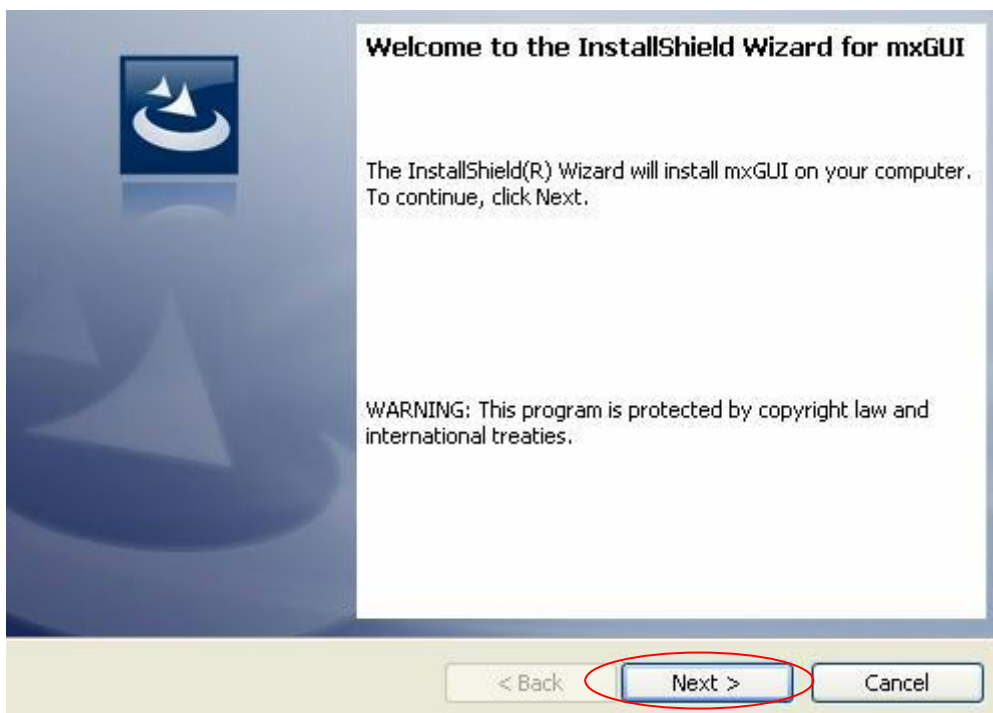 Welcome to the InstallShield Wizard for mxGUI
The InstallShield(R) Wizard will install mxGUI on your computer.
To continue, click Next.
WARNING: This program is protected by copyright law and
international treaties.
< Back
Next >
Cancel